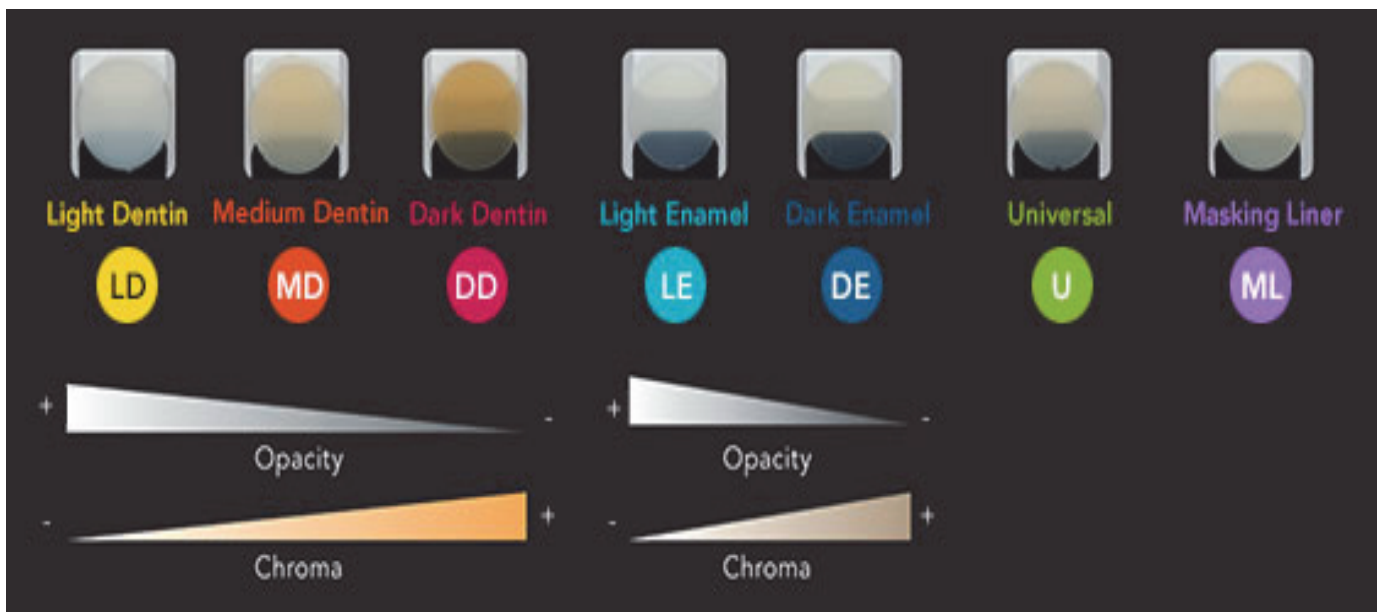 Light Dentin Medium Dentin Dark Dentin Light Enamel Dark Enamel Universal Masking Liner
LD MD DD LE DE U ML
+ - + -
Opacity Opacity
- + - +
Chroma Chroma